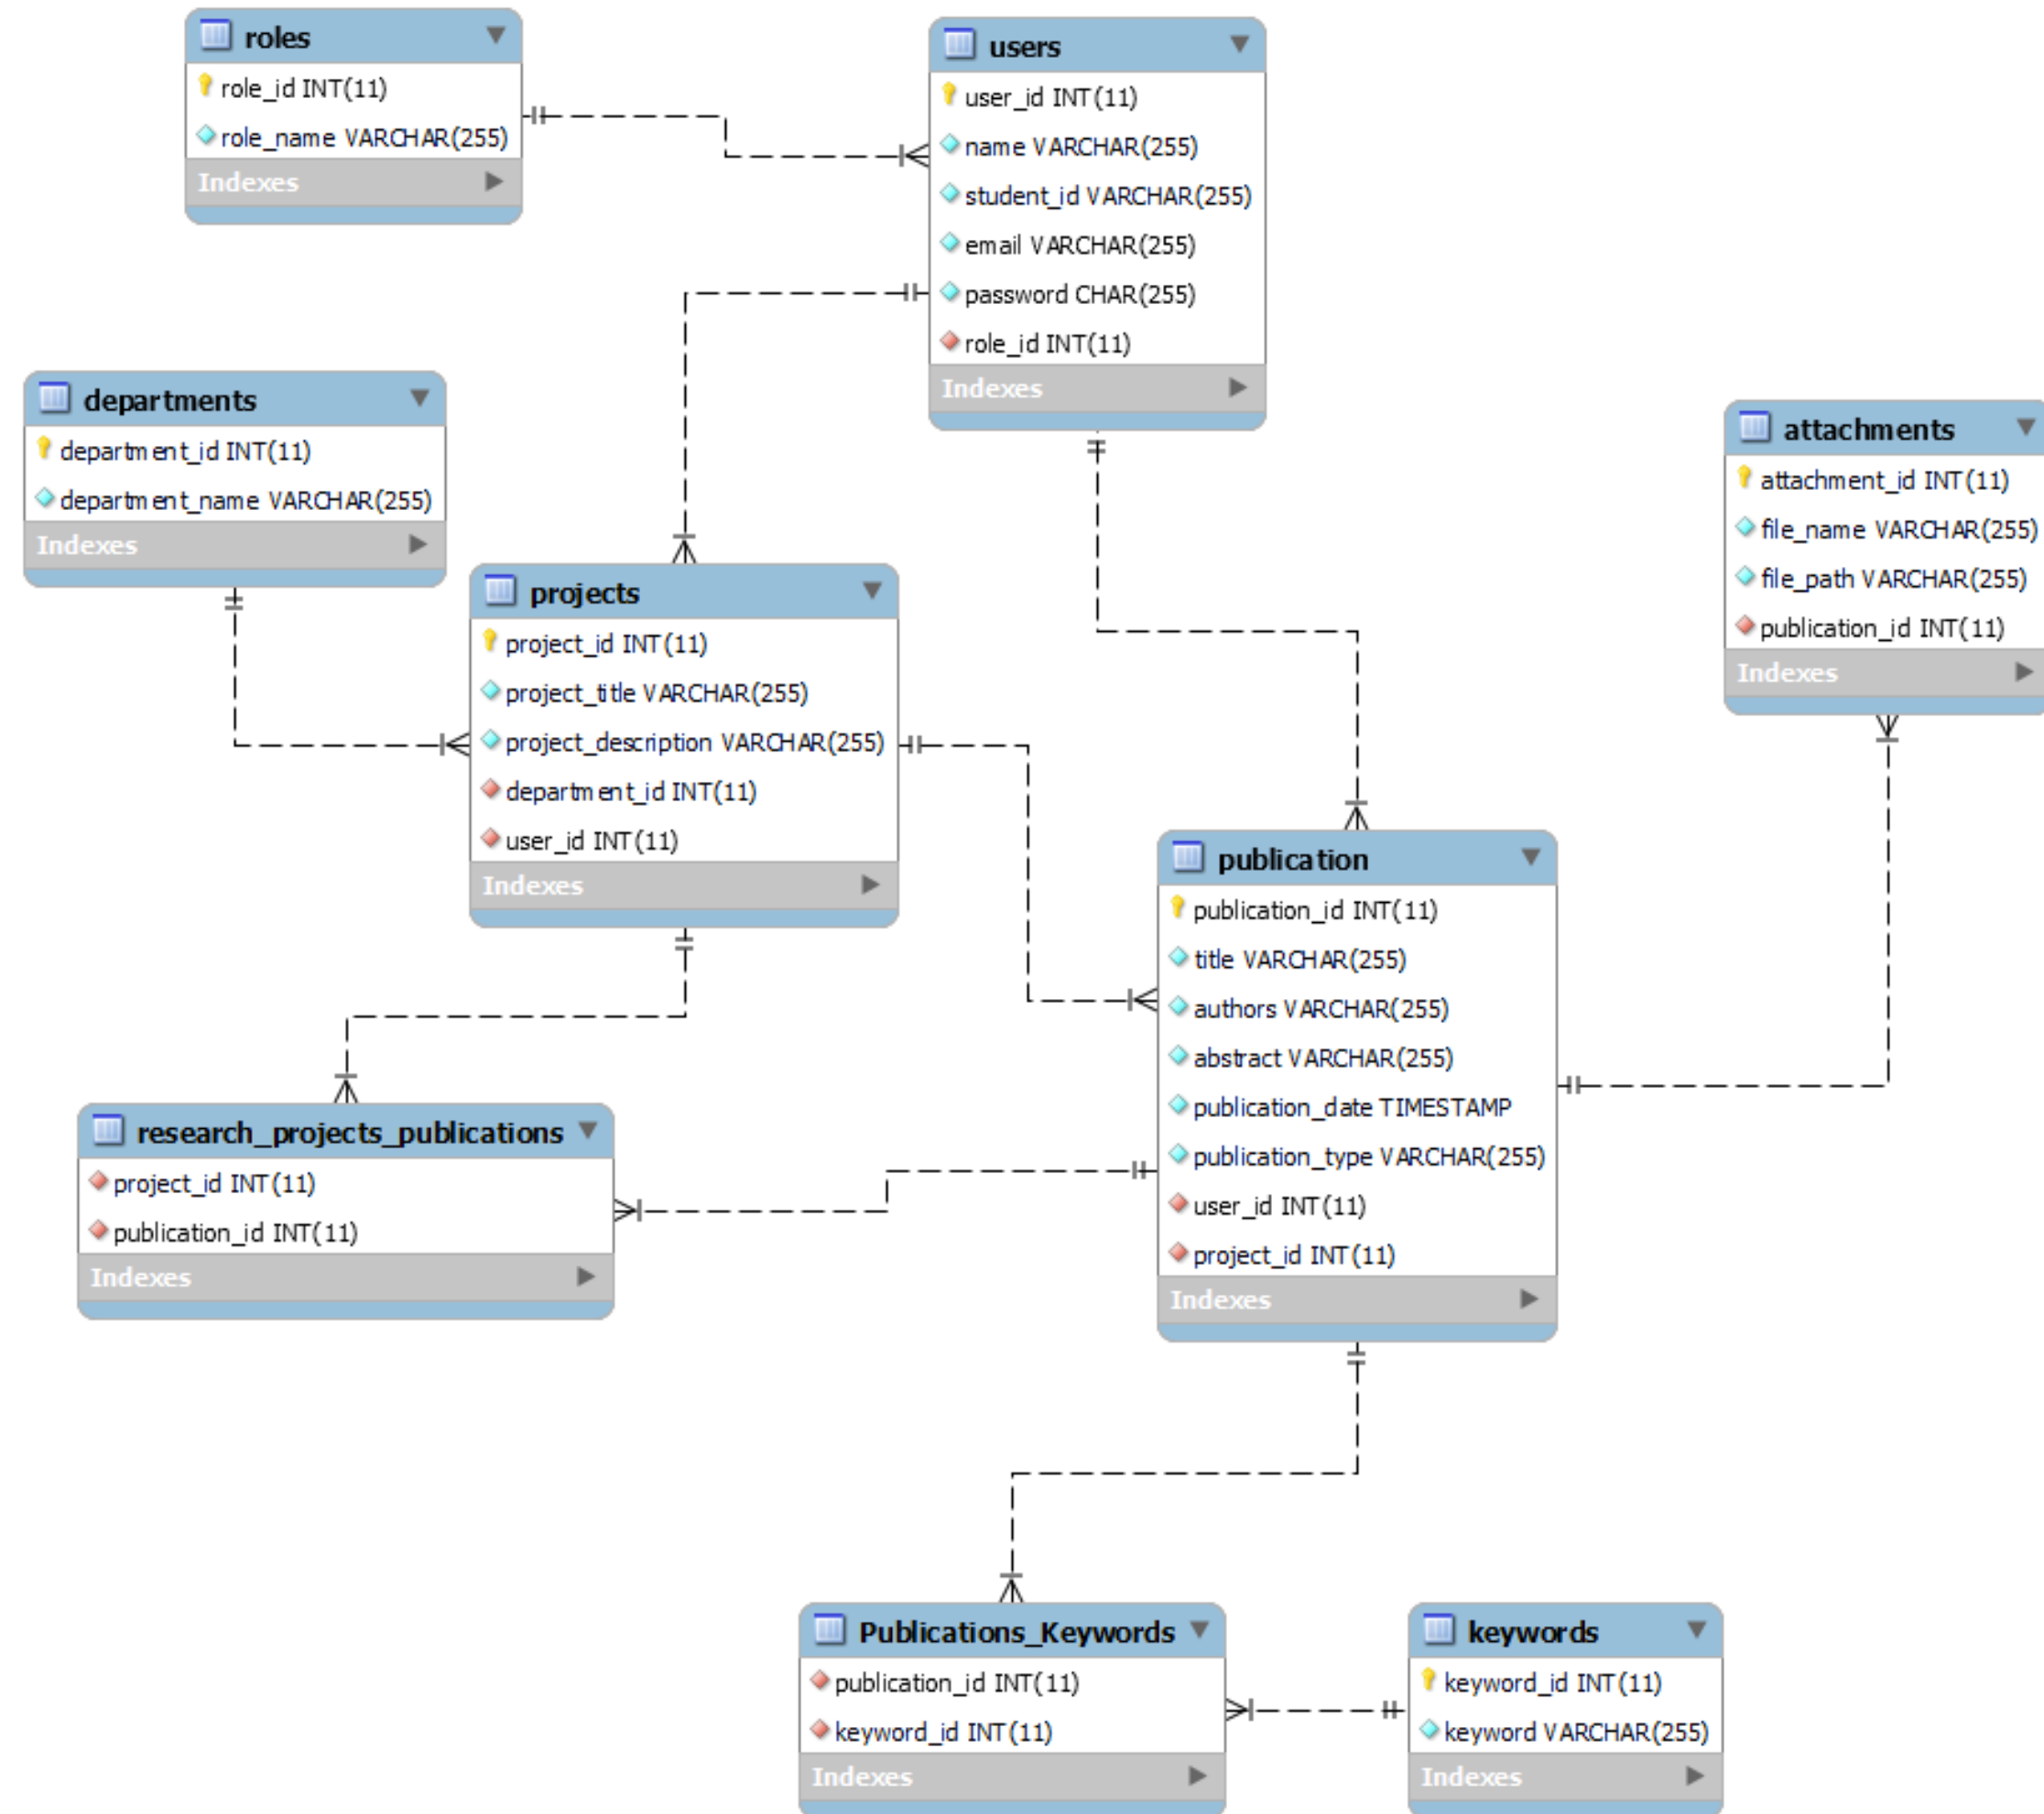 roles
role_id INT(11)
role_name VARCHAR(255)
Indexes
users
user_id INT(11)
name VARCHAR(255)
student_id VARCHAR(255)
email VARCHAR(255)
password CHAR(255)
role_id INT(11)
Indexes
departments
department_id INT(11)
department_name VARCHAR(255)
Indexes
attachments
attachment_id INT(11)
file_name VARCHAR(255)
file_path VARCHAR(255)
publication_id INT(11)
Indexes
projects
project_id INT(11)
project_title VARCHAR(255)
project_description VARCHAR(255)
department_id INT(11)
user_id INT(11)
Indexes
publication
publication_id INT(11)
title VARCHAR(255)
authors VARCHAR(255)
abstract VARCHAR(255)
publication_date TIMESTAMP
publication_type VARCHAR(255)
user_id INT(11)
project_id INT(11)
Indexes
research_projects_publications
project_id INT(11)
publication_id INT(11)
Indexes
Publications_Keywords
publication_id INT(11)
keyword_id INT(11)
Indexes
keywords
keyword_id INT(11)
keyword VARCHAR(255)
Indexes